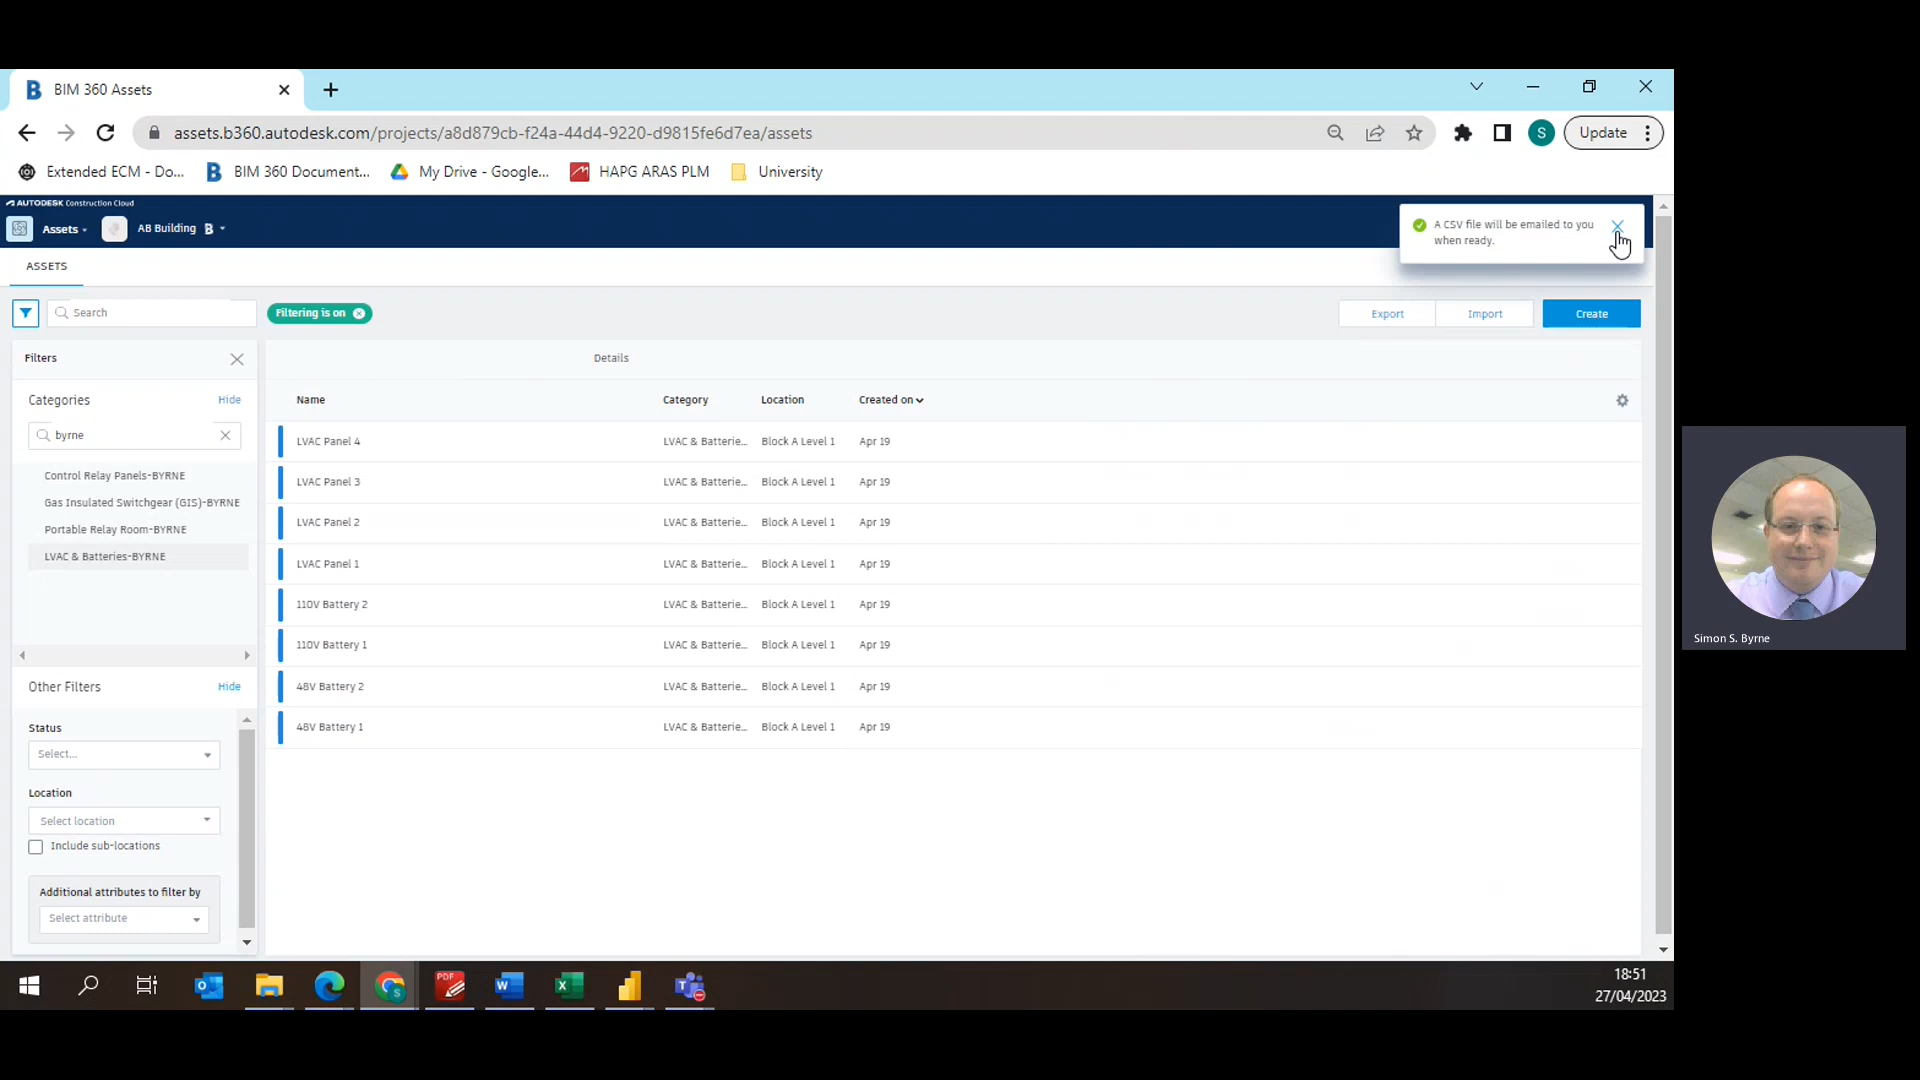 BIM 360 Assets
assets.b360.autodesk.com/projects/a8d879cb-f24a-44d4-9220-d9815fe6d7ea/assets
S
Update
Extended ECM - Do...
BIM 360 Document...
My Drive - Google...
HAPG ARAS PLM
University
AUTODESK Construction Cloud
Assets
AB Building
B
A CSV file will be emailed to you
when ready.
ASSETS
Search
Filtering is on
Export
Import
Create
Filters
Details
Categories
Hide
Name
Category
Location
Created on
byrne
Control Relay Panels-BYRNE
Gas Insulated Switchgear (GIS)-BYRNE
Portable Relay Room-BYRNE
LVAC & Batteries-BYRNE
LVAC Panel 4 LVAC & Batterie... Block A Level 1 Apr 19
LVAC Panel 3 LVAC & Batterie... Block A Level 1 Apr 19
LVAC Panel 2 LVAC & Batterie... Block A Level 1 Apr 19
LVAC Panel 1 LVAC & Batterie... Block A Level 1 Apr 19
110V Battery 2 LVAC & Batterie... Block A Level 1 Apr 19
110V Battery 1 LVAC & Batterie... Block A Level 1 Apr 19
48V Battery 2 LVAC & Batterie... Block A Level 1 Apr 19
48V Battery 1 LVAC & Batterie... Block A Level 1 Apr 19
Other Filters
Hide
Status
Select...
Location
Select location
Include sub-locations
Additional attributes to filter by
Select attribute
Simon S. Byrne
PDF
18:51
27/04/2023